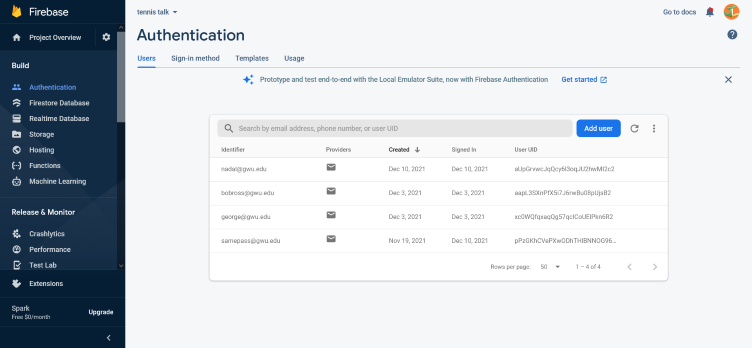 Firebase
tennis talk
Go to docs
Project Overview
Authentication
Users
Sign-in method
Templates
Usage
Prototype and test end-to-end with the Local Emulator Suite, now with Firebase Authentication
Get started
Build
Authentication
Firestore Database
Realtime Database
Storage
Hosting
Functions
Machine Learning
Release & Monitor
Crashlytics
Performance
Test Lab
Extensions
Spark
Free $0/month
Upgrade
Search by email address, phone number, or user UID
Add user
Identifier Providers Created Signed In User UID
nadal@gwu.edu Dec 10, 2021 Dec 10, 2021
bobross@gwu.edu Dec 3, 2021 Dec 3, 2021
george@gwu.edu Dec 3, 2021 Dec 3, 2021
samepass@gwu.edu Nov 19, 2021 Dec 10, 2021
Rows per page: 50 1 – 4 of 4